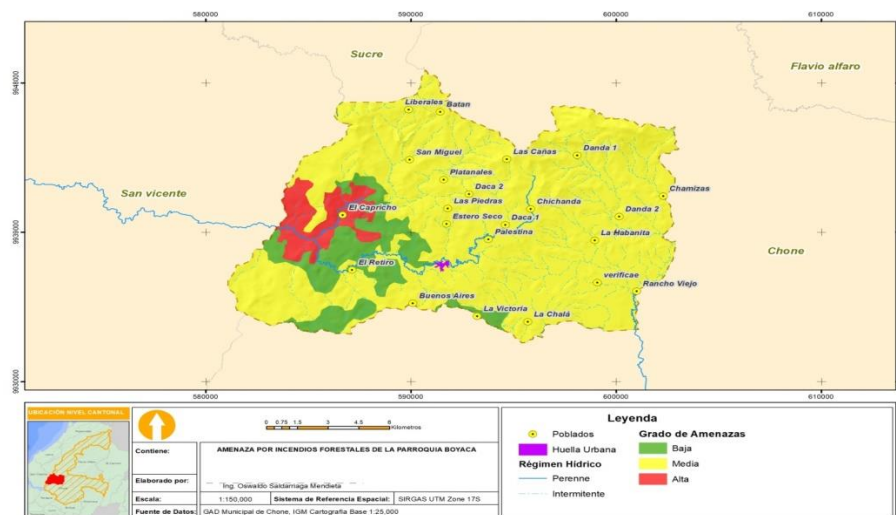 580000 590000 600000 610000
Sucre
Flavio alfaro
Liberales Batan
San Miguel Las Cañas Danda 1
Platanales
San vicente Daca 2 Chamizas
El Capricho Las Piedras Chichanda
Estero Seco Daca 1 Danda 2
Palestina La Habanita
Chone
El Retiro
verificae
Buenos Aires Rancho Viejo
La Victoria La Chalá
9939000
9930000
580000 590000 600000 610000
UBICACIÓN NIVEL CANTONAL
0 0.75 1.5 3 4.5 6
Kilometros
Contiene: AMENAZA POR INCENDIOS FORESTALES DE LA PARROQUIA BOYACA
Elaborado por: Ing. Oswaldo Saldarriaga Mendieta
Escala: 1:150,000 Sistema de Referencia Espacial: SIRGAS UTM Zone 17S
Fuente de Datos: GAD Municipal de Chone, IGM Cartografia Base 1:25,000
Leyenda
Poblados
Huella Urbana
Régimen Hídrico
Perenne
Intermitente
Grado de Amenazas
Baja
Media
Alta